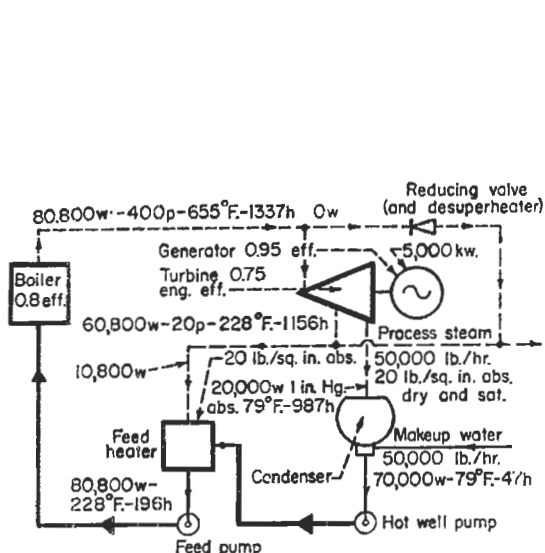 Reducing valve
(and desuperheater)
80,800w--400p-655°F.-1337h
0w
Generator 0.95 eff.
5,000 kw.
Turbine 0.75
eng. eff.
Boiler
0.8 eff.
60,800w-20p-228°F.-1156h
Process steam
50,000 lb./hr.
20 lb./sq. in. abs.
dry and sat.
10,800w
20 lb./sq. in. abs.
20,000w 1 in. Hg.
abs. 79°F.-987h
Feed
heater
Condenser
Makeup water
50,000 lb./hr.
70,000w-79°F.-47h
80,800w-
228°F.-196h
Hot well pump
Feed pump